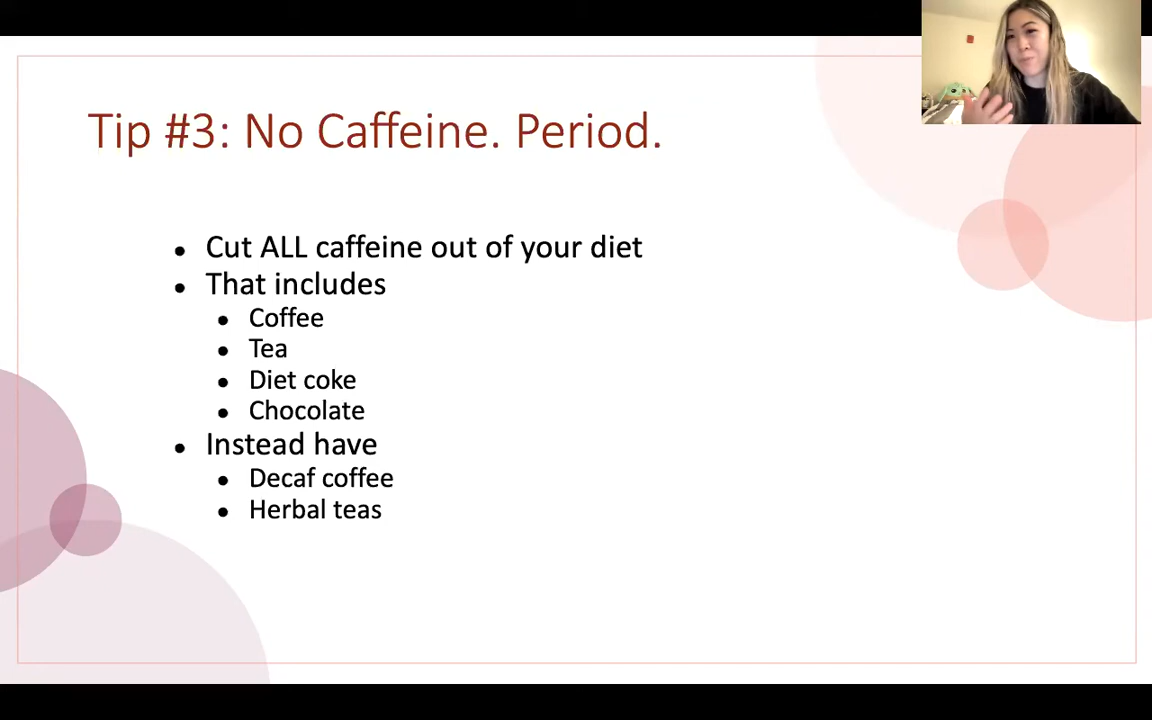 Tip #3: No Caffeine. Period.
• Cut ALL caffeine out of your diet
• That includes
• Coffee
• Tea
• Diet coke
• Chocolate
• Instead have
• Decaf coffee
• Herbal teas